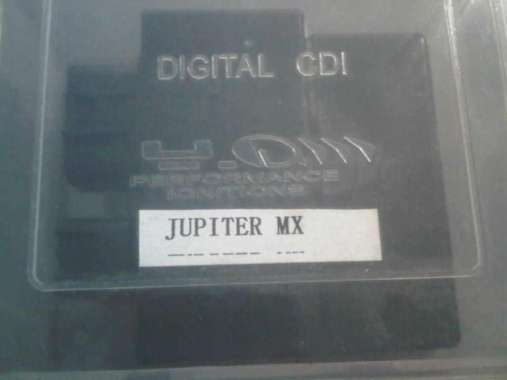 DIGITAL CDI
PERFORMANCE
IGNITIONS
JUPITER MX